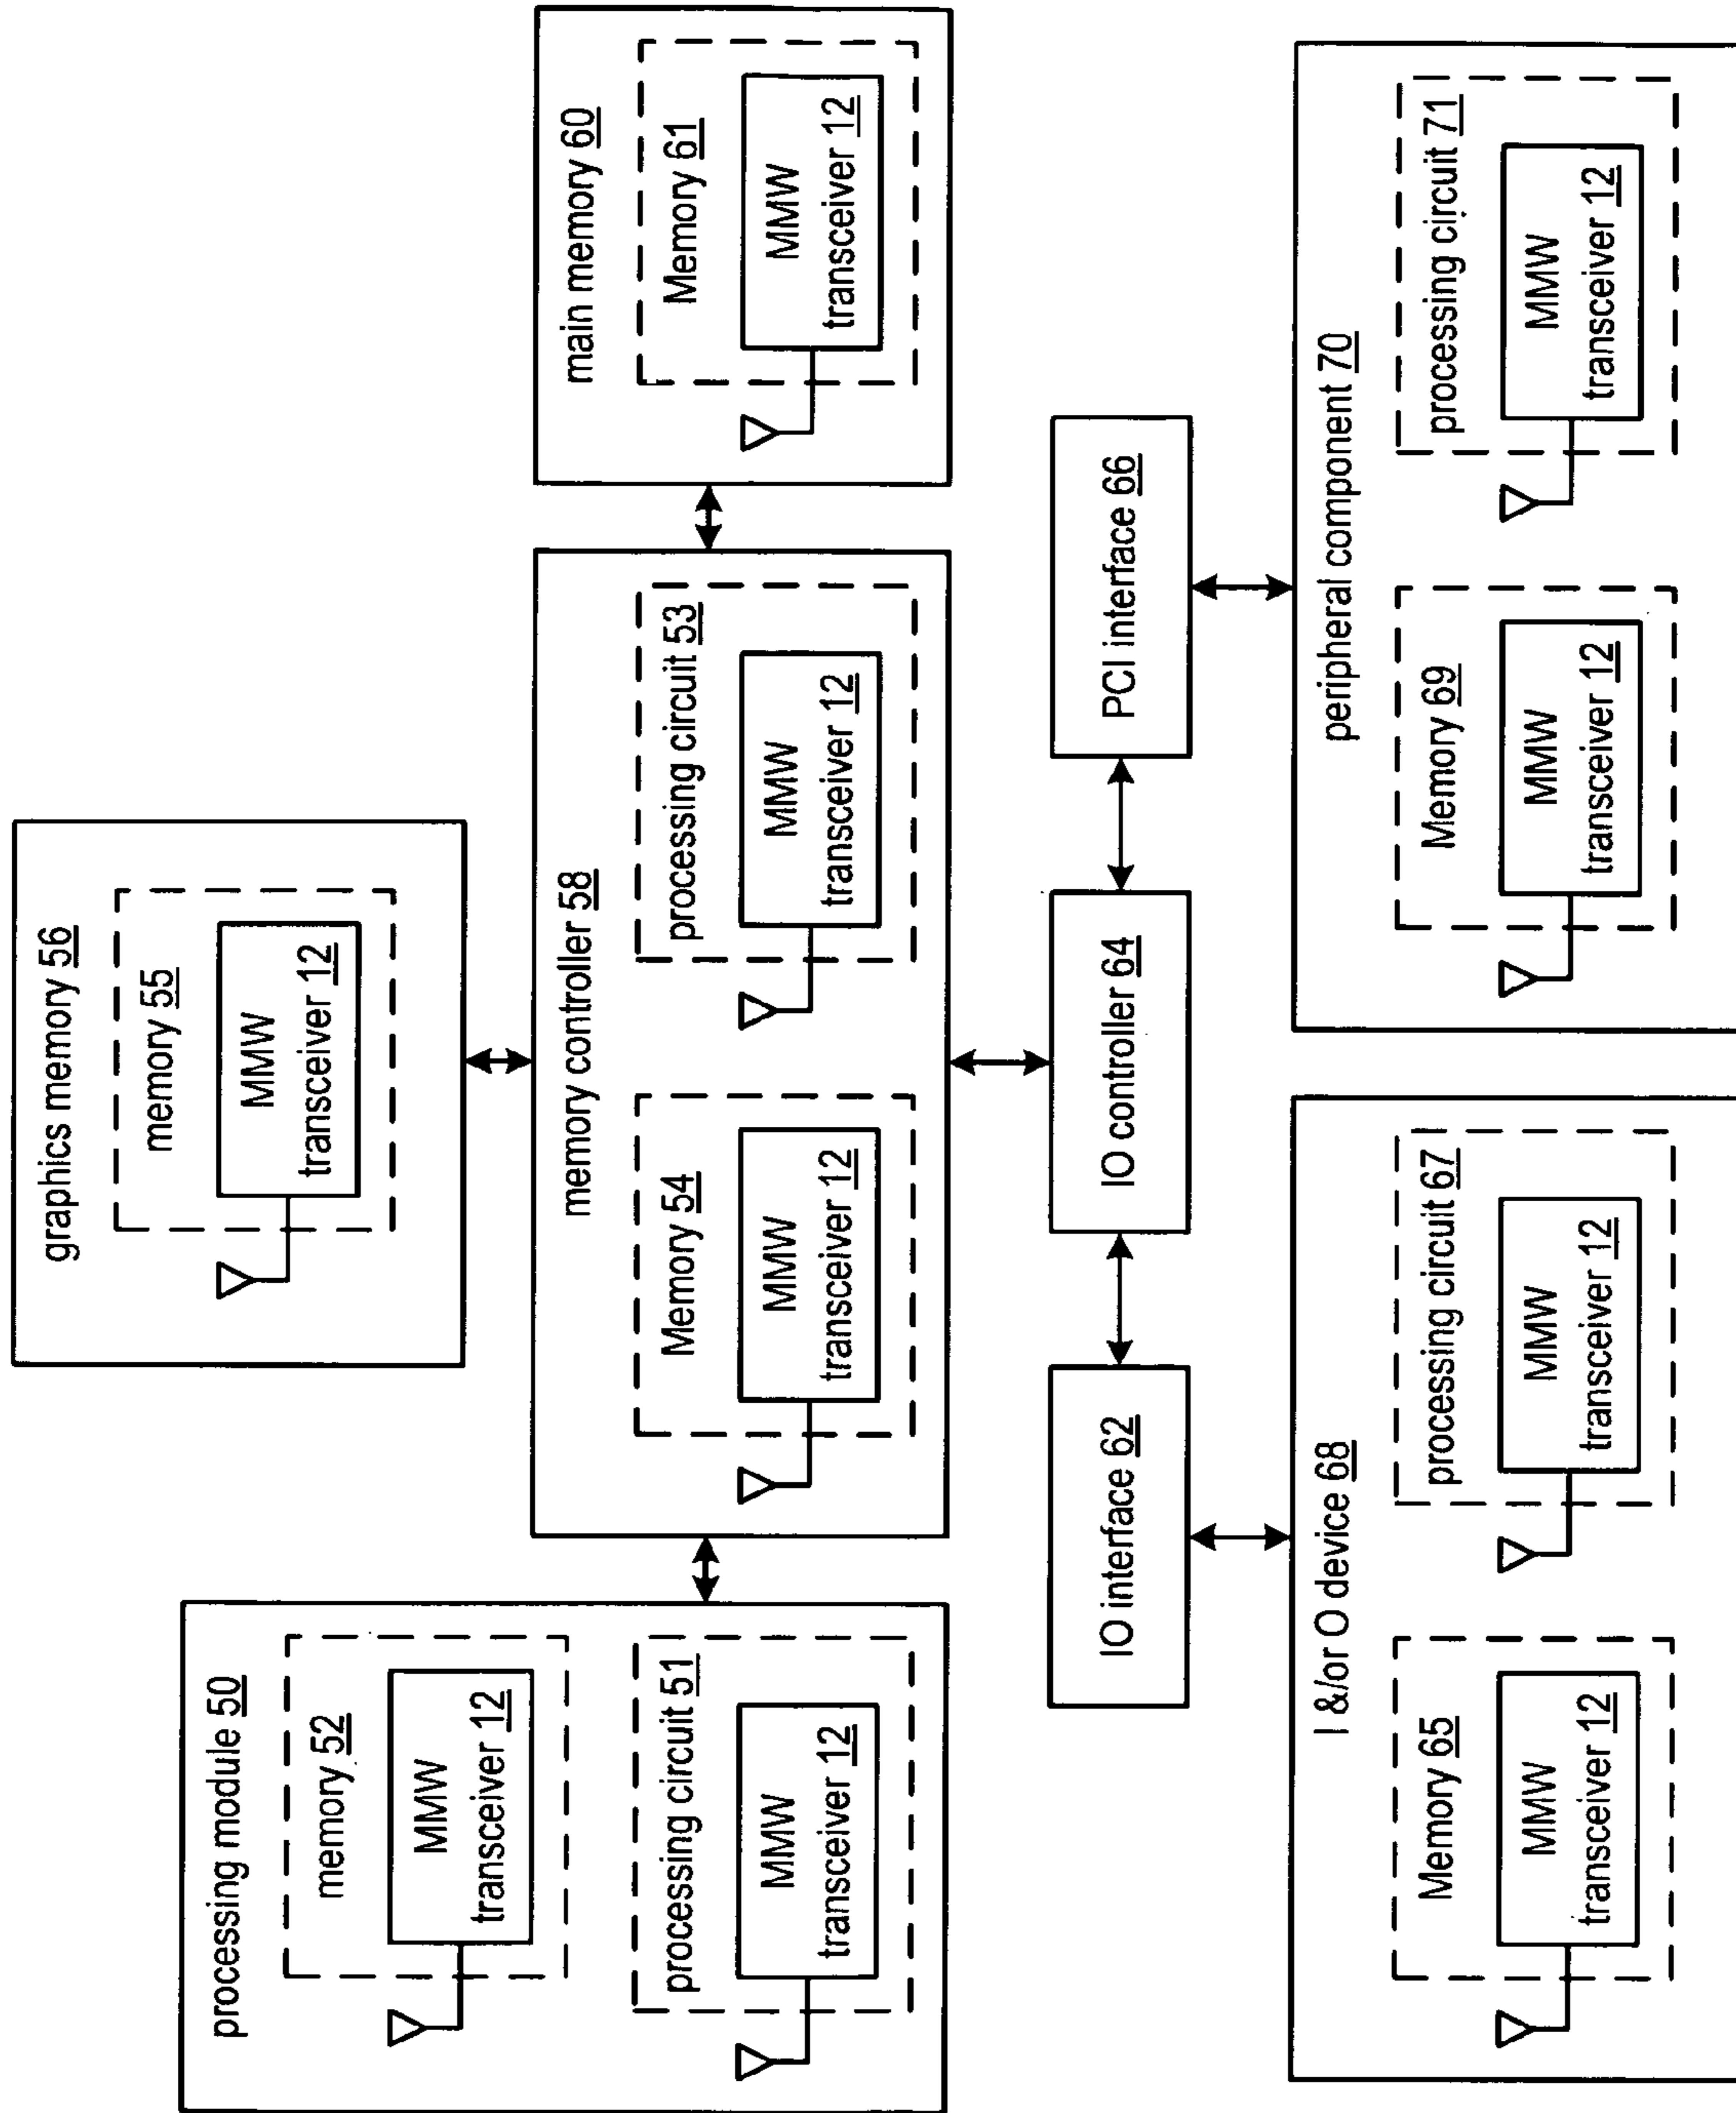 graphics memory 56
memory 55
MMW
transceiver 12
processing module 50
memory 52
MMW
transceiver 12
processing circuit 51
MMW
transceiver 12
memory controller 58
Memory 54
MMW
transceiver 12
processing circuit 53
MMW
transceiver 12
main memory 60
Memory 61
MMW
transceiver 12
IO interface 62
IO controller 64
PCI interface 66
I &/or O device 68
Memory 65
MMW
transceiver 12
processing circuit 67
MMW
transceiver 12
peripheral component 70
Memory 69
MMW
transceiver 12
processing circuit 71
MMW
transceiver 12